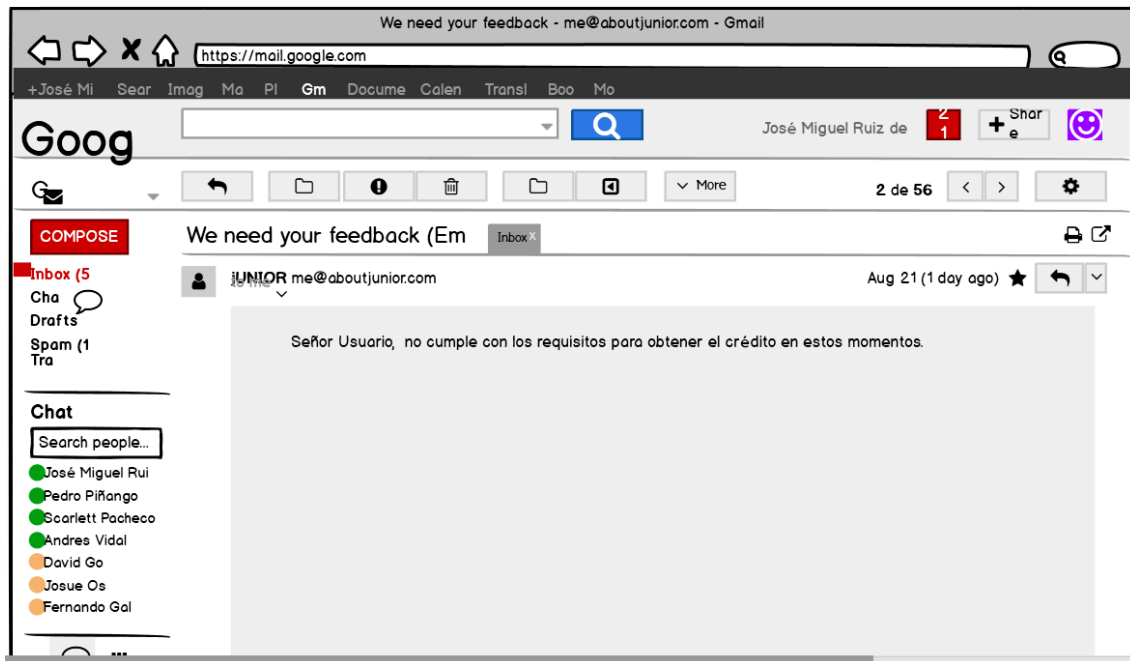 We need your feedback - me@aboutjunior.com - Gmail
https://mail.google.com
+José Mi Sear Imag Ma Pl Gm Docume Calen Transl Boo Mo
Goog
José Miguel Ruiz de
2
1
Shar
e
G
More
2 de 56
COMPOSE
We need your feedback (Em
Inbox X
Inbox (5
Cha
Drafts
Spam (1
Tra
jUNIOR me@aboutjunior.com
to me
Aug 21 (1 day ago)
Señor Usuario, no cumple con los requisitos para obtener el crédito en estos momentos.
Chat
Search people...
José Miguel Rui
Pedro Piñango
Scarlett Pacheco
Andres Vidal
David Go
Josue Os
Fernando Gal